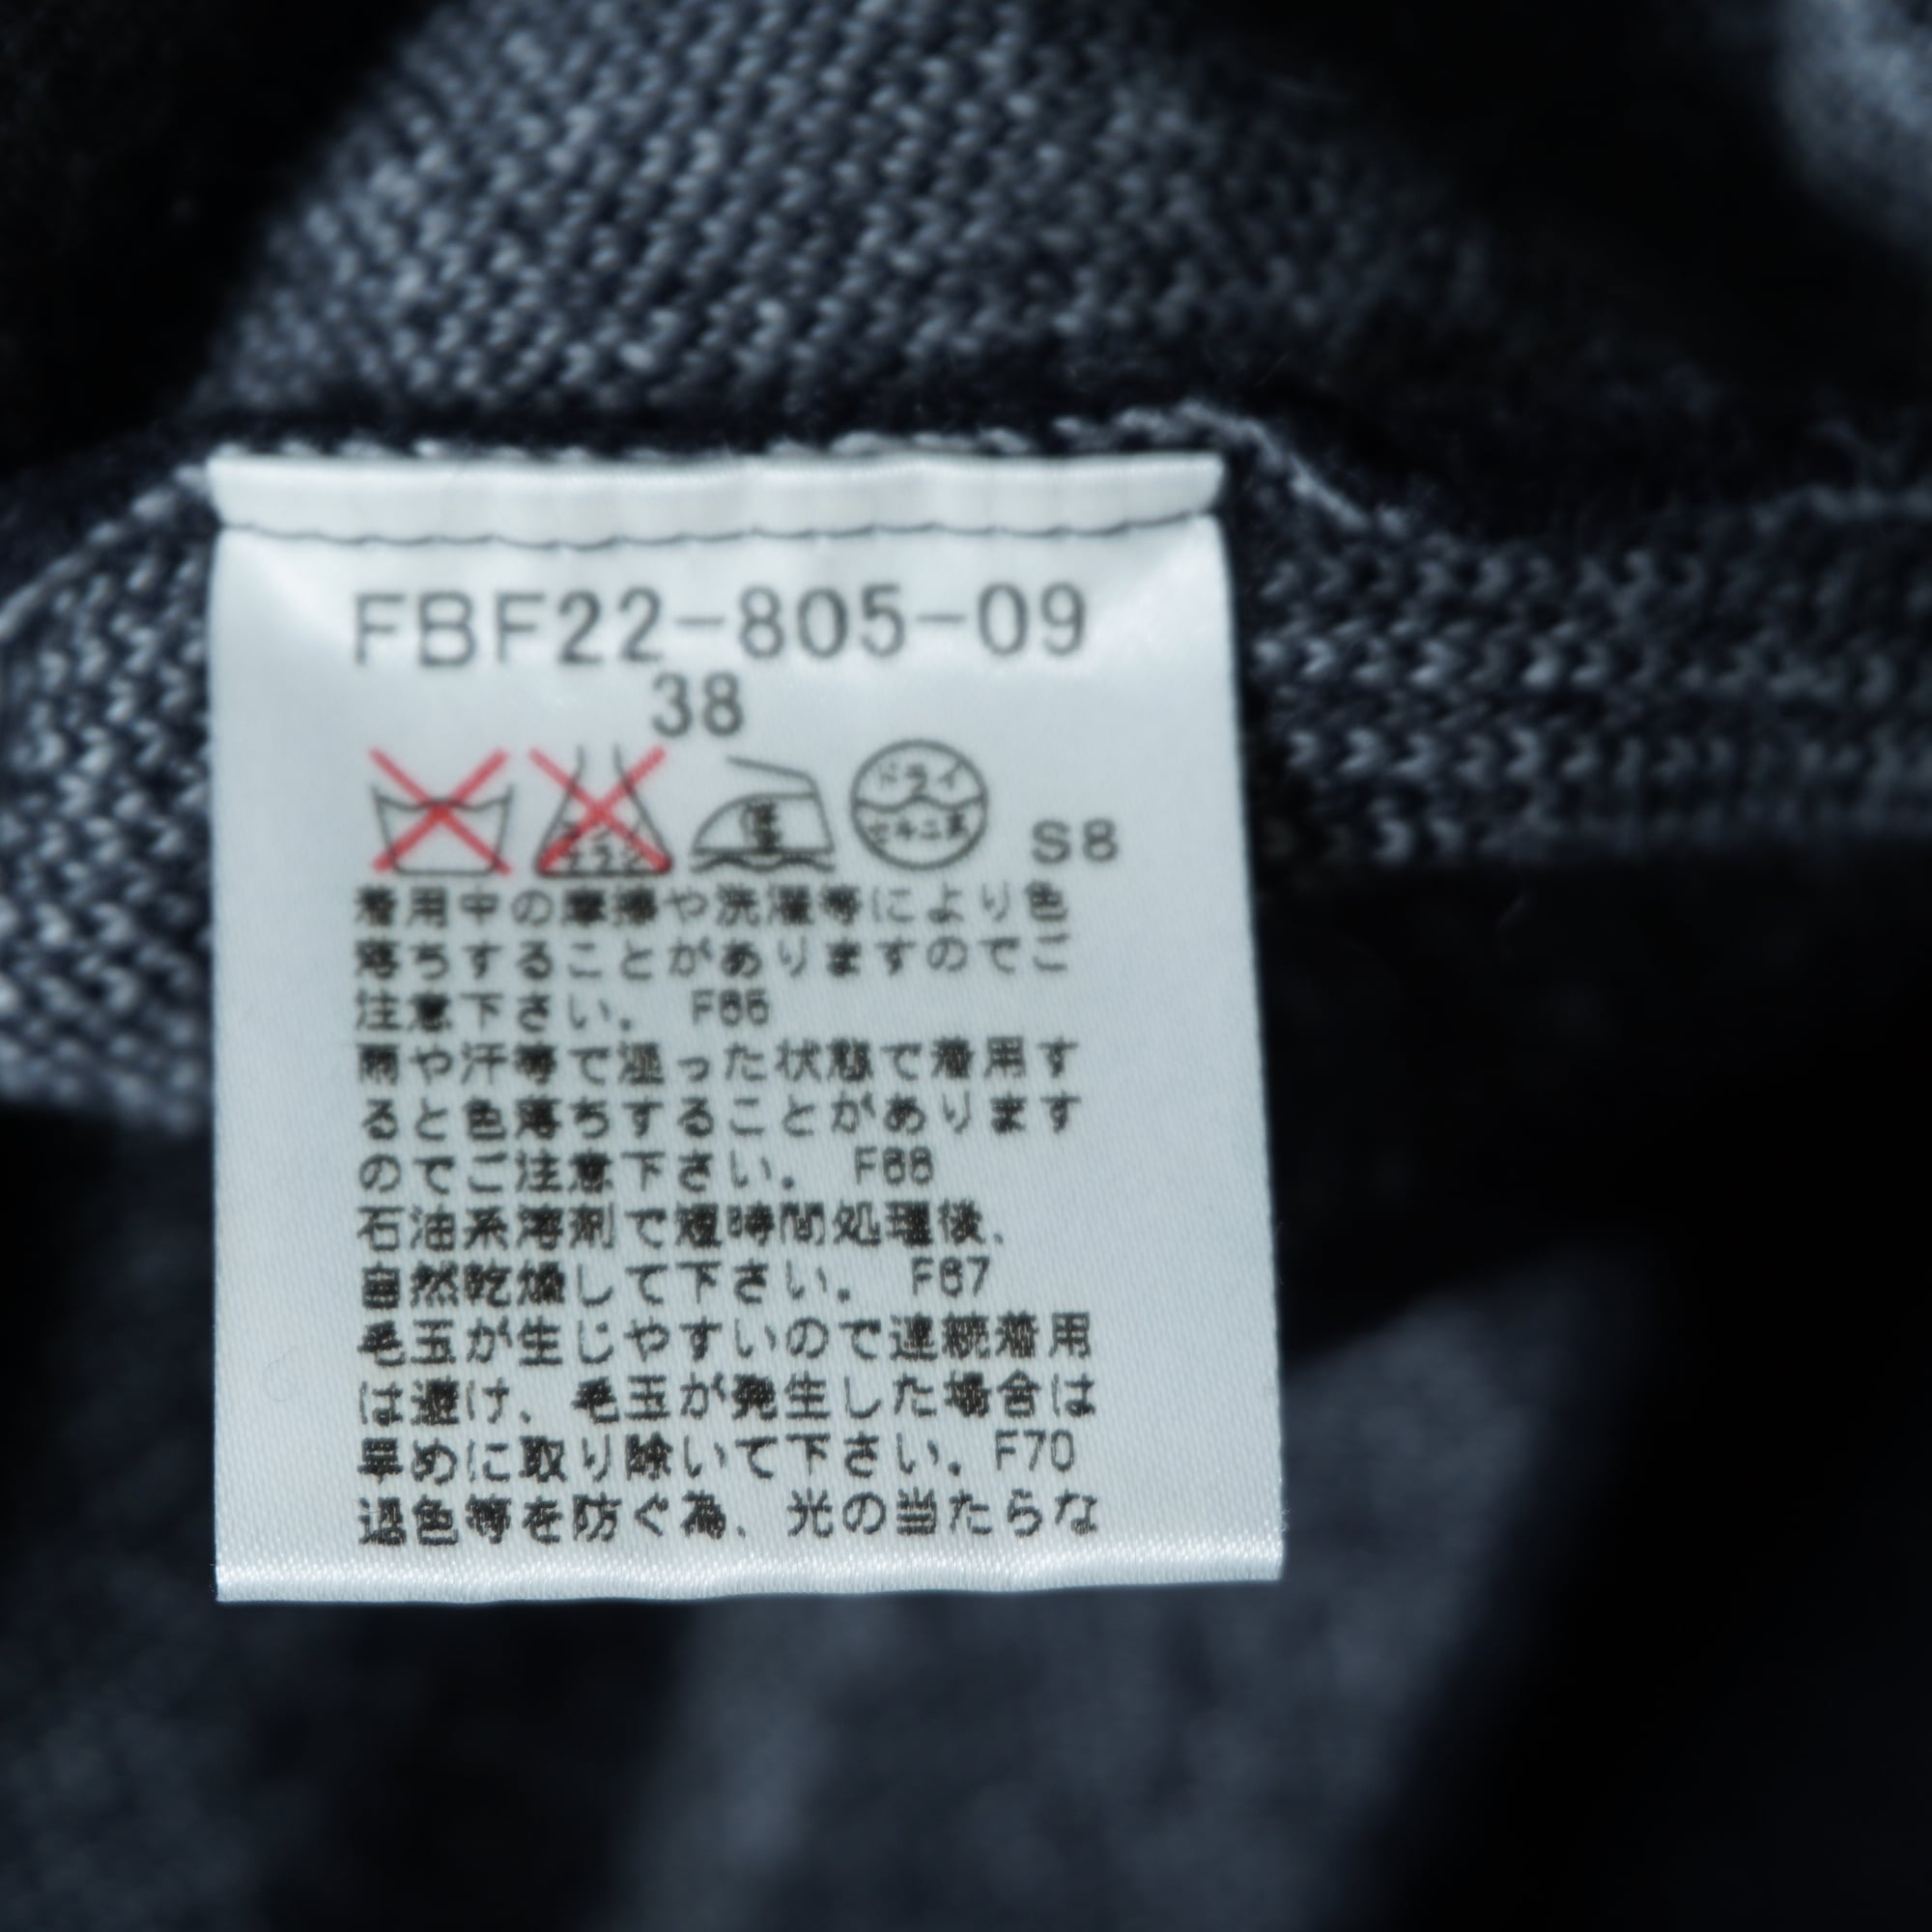 FBF22-805-09
38
エンソ 低 ドライ セキユ系 S8
着用中の摩擦や洗濯等により色
落ちすることがありますのでご
注意下さい。 F65
雨や汗等で湿った状態で着用す
ると色落ちすることがあります
のでご注意下さい。 F66
石油系溶剤で短時間処理後、
自然乾燥して下さい。 F67
毛玉が生じやすいので連続着用
は避け、毛玉が発生した場合は
早めに取り除いて下さい。F70
退色等を防ぐ為、光の当たらな